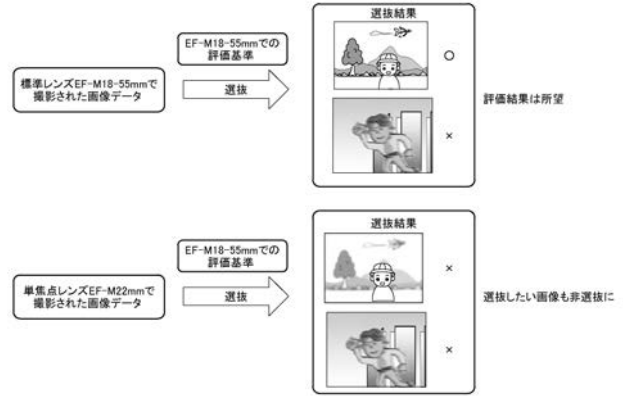 選抜結果
EF-M18-55mmでの
評価基準
○
標準レンズEF-M18-55mmで
撮影された画像データ
選抜
評価結果は所望
×
選抜結果
EF-M18-55mmでの
評価基準
×
単焦点レンズEF-M22mmで
撮影された画像データ
選抜
選抜したい画像も非選抜に
×